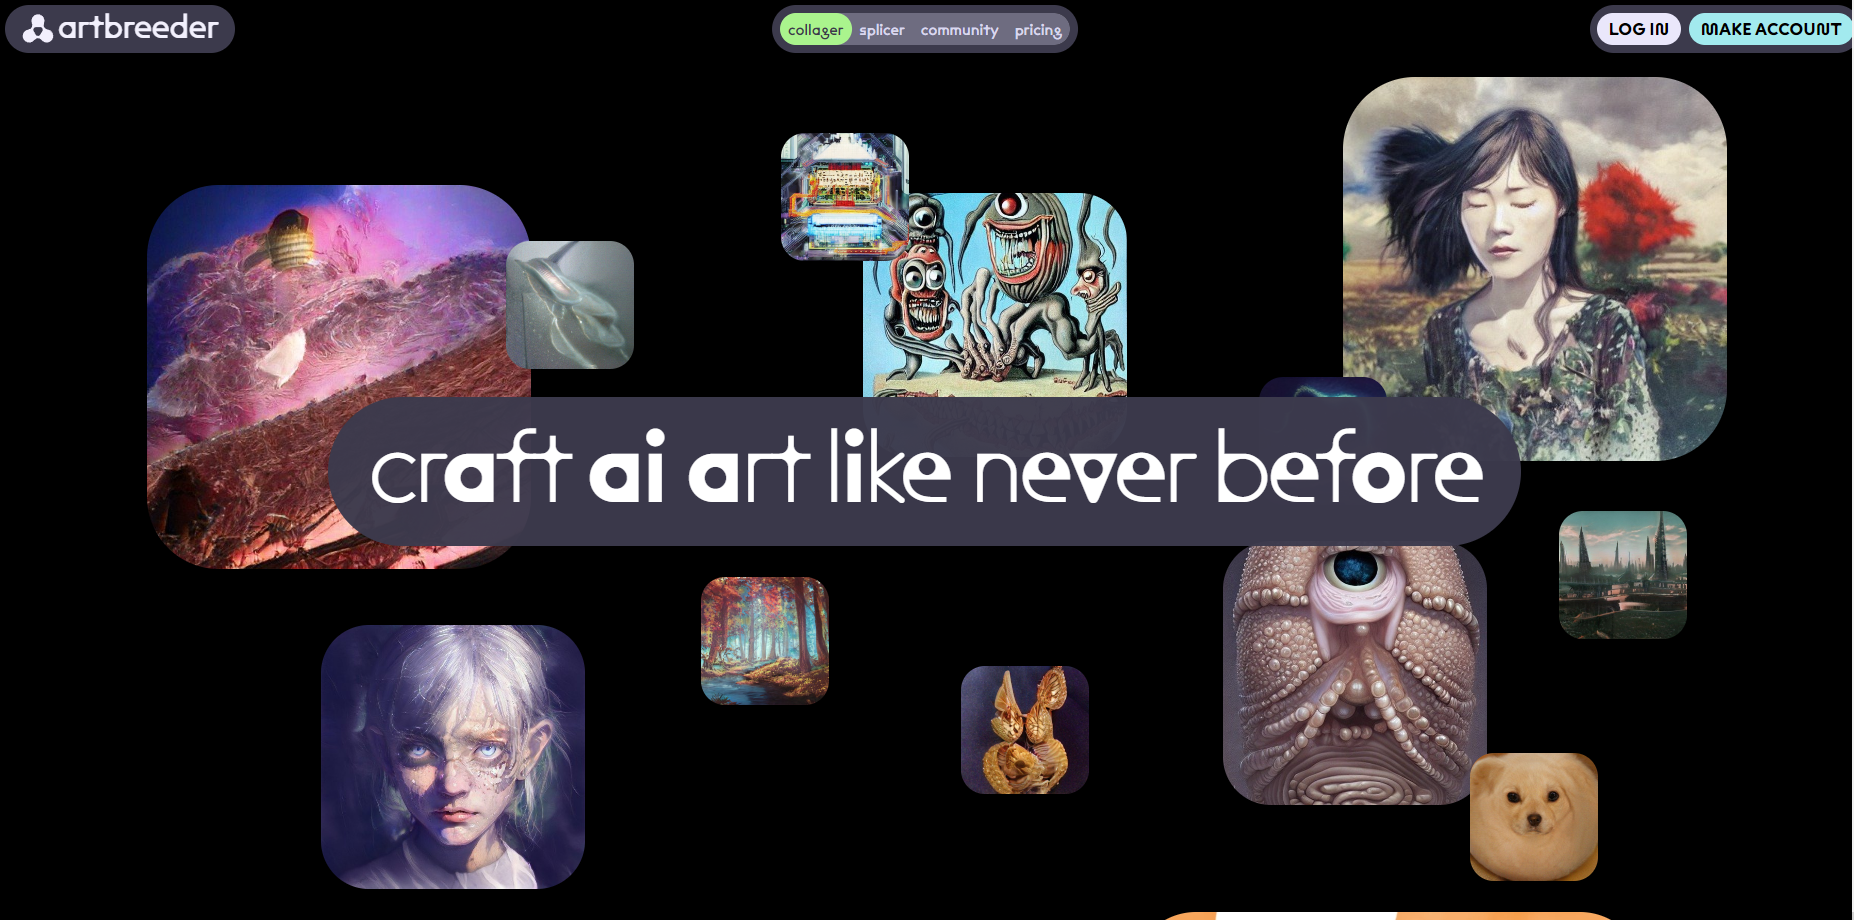 artbreeder
collager splicer community pricing
LOG IN MAKE ACCOUNT
craft ai art like never before